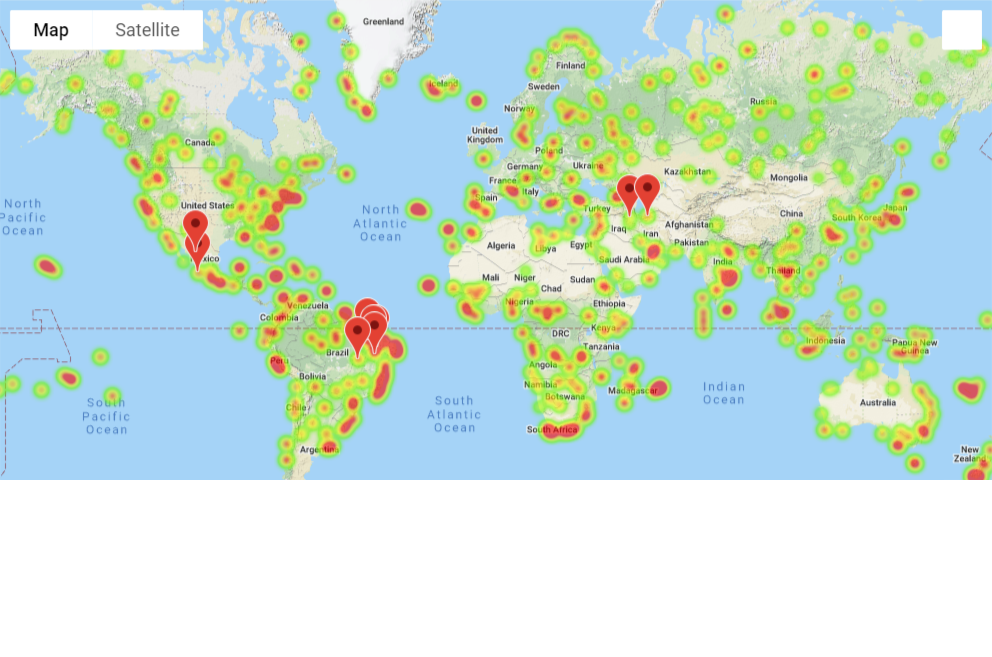 Map
Satellite
Greenland
Iceland
Finland
Sweden
Norway
Russia
United
Kingdom
Canada
Poland
Germany
Ukraine
Kazakhstan
Mongolia
France
Italy
Spain
North
Pacific
Ocean
United States
North
Atlantic
Ocean
Turkey
China
South Korea
Japan
Afghanistan
Iraq
Iran
Pakistan
Algeria
Libya
Egypt
Saudi Arabia
Mexico
India
Thailand
Mali
Niger
Chad
Sudan
Nigeria
Ethiopia
Venezuela
Colombia
DRC
Kenya
Tanzania
Indonesia
Papua New
Guinea
Brazil
Peru
Bolivia
Angola
Namibia
Botswana
Madagascar
Indian
Ocean
South
Pacific
Ocean
Chile
South
Atlantic
Ocean
Australia
South Africa
Argentina
New
Zealand